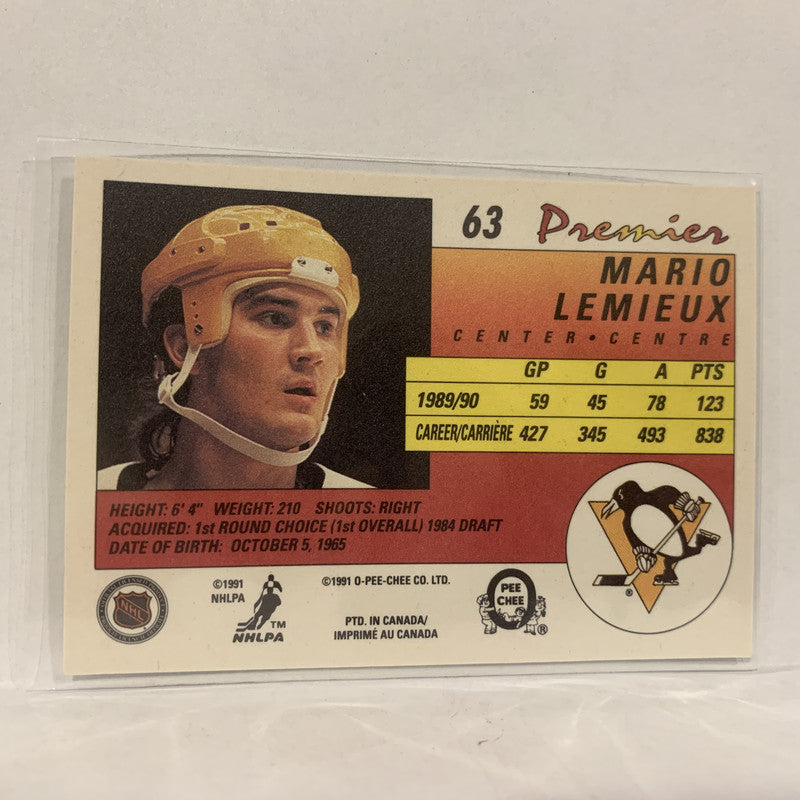 63 Premier
MARIO
LEMIEUX
CENTER • CENTRE
GP G A PTS
1989/90 59 45 78 123
CAREER/CARRIÈRE 427 345 493 838
HEIGHT: 6' 4" WEIGHT: 210 SHOOTS: RIGHT
ACQUIRED: 1st ROUND CHOICE (1st OVERALL) 1984 DRAFT
DATE OF BIRTH: OCTOBER 5, 1965
NHL
©1991
NHLPA
TM
NHLPA
©1991 O-PEE-CHEE CO. LTD.
PTD. IN CANADA/
IMPRIMÉ AU CANADA
O
PEE
CHEE
®
®